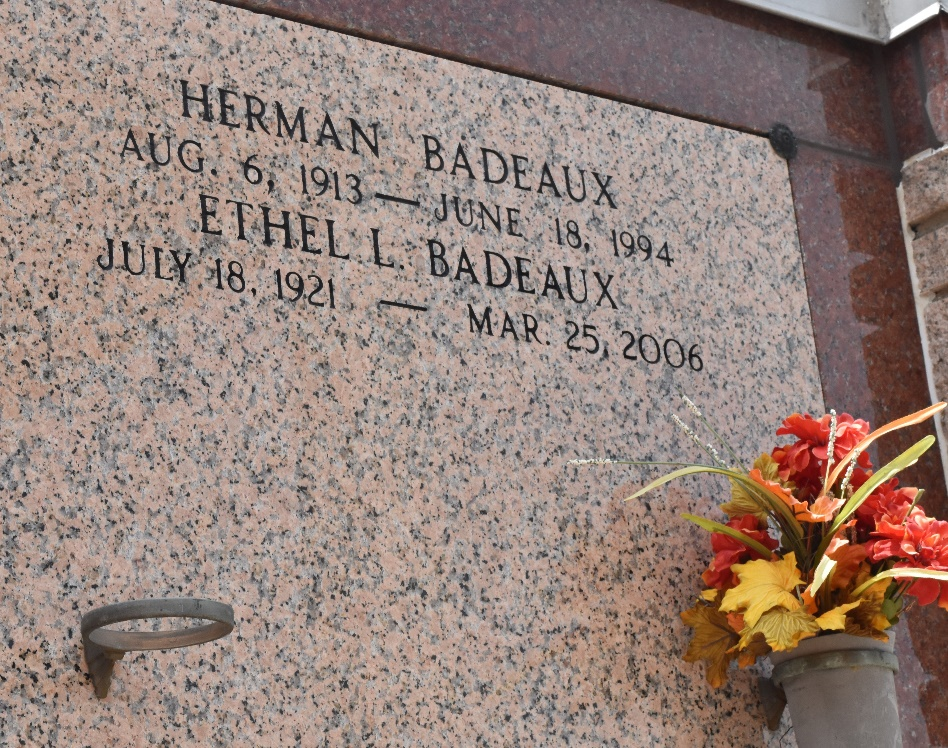 HERMAN BADEAUX
AUG. 6, 1913 — JUNE 18, 1994
ETHEL L. BADEAUX
JULY 18, 1921 — MAR. 25, 2006